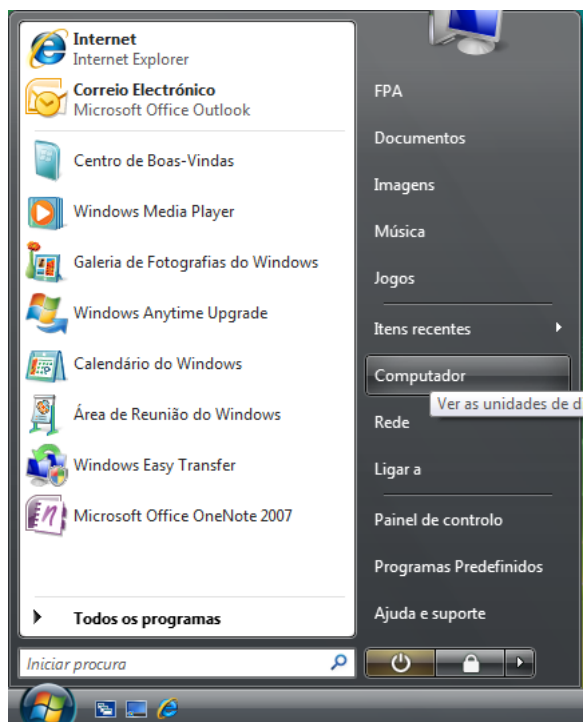 Internet
Internet Explorer
Correio Electrónico
Microsoft Office Outlook
Centro de Boas-Vindas
Windows Media Player
Galeria de Fotografias do Windows
Windows Anytime Upgrade
Calendário do Windows
Área de Reunião do Windows
Windows Easy Transfer
Microsoft Office OneNote 2007
Todos os programas
Iniciar procura
FPA
Documentos
Imagens
Música
Jogos
Itens recentes
Computador
Ver as unidades de d
Rede
Ligar a
Painel de controlo
Programas Predefinidos
Ajuda e suporte